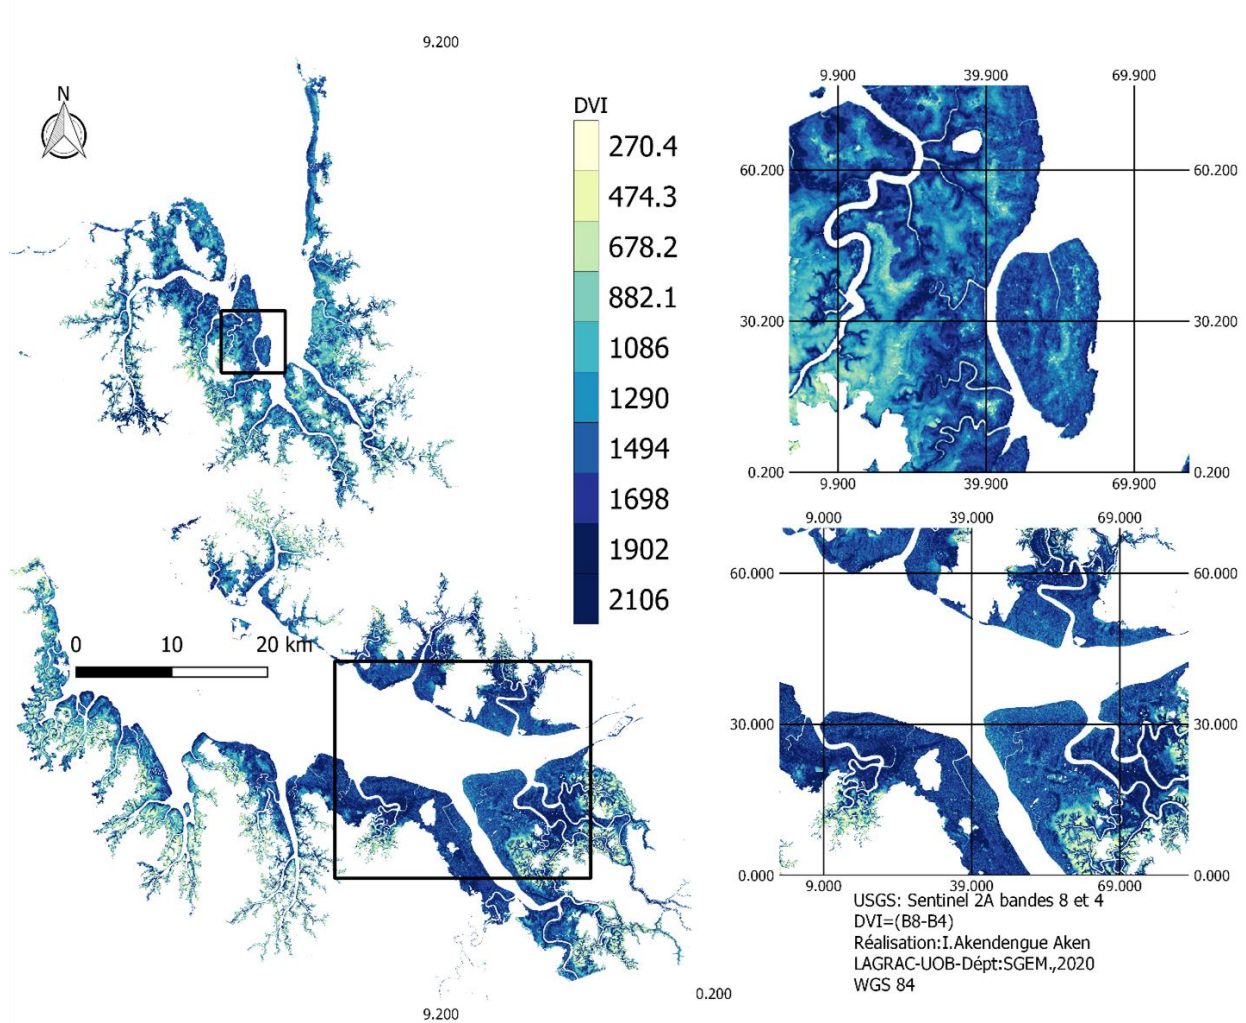 9.200
N
DVI
270.4
474.3
678.2
882.1
1086
1290
1494
1698
1902
2106
0 10 20 km
9.200
0.200
9.900 39.900 69.900
60.200 60.200
30.200 30.200
0.200 0.200
9.900 39.900 69.900
9.000 39.000 69.000
60.000 60.000
30.000 30.000
0.000 0.000
9.000 39.000 69.000
USGS: Sentinel 2A bandes 8 et 4
DVI=(B8-B4)
Réalisation:I.Akendengue Aken
LAGRAC-UOB-Dépt:SGEM.,2020
WGS 84